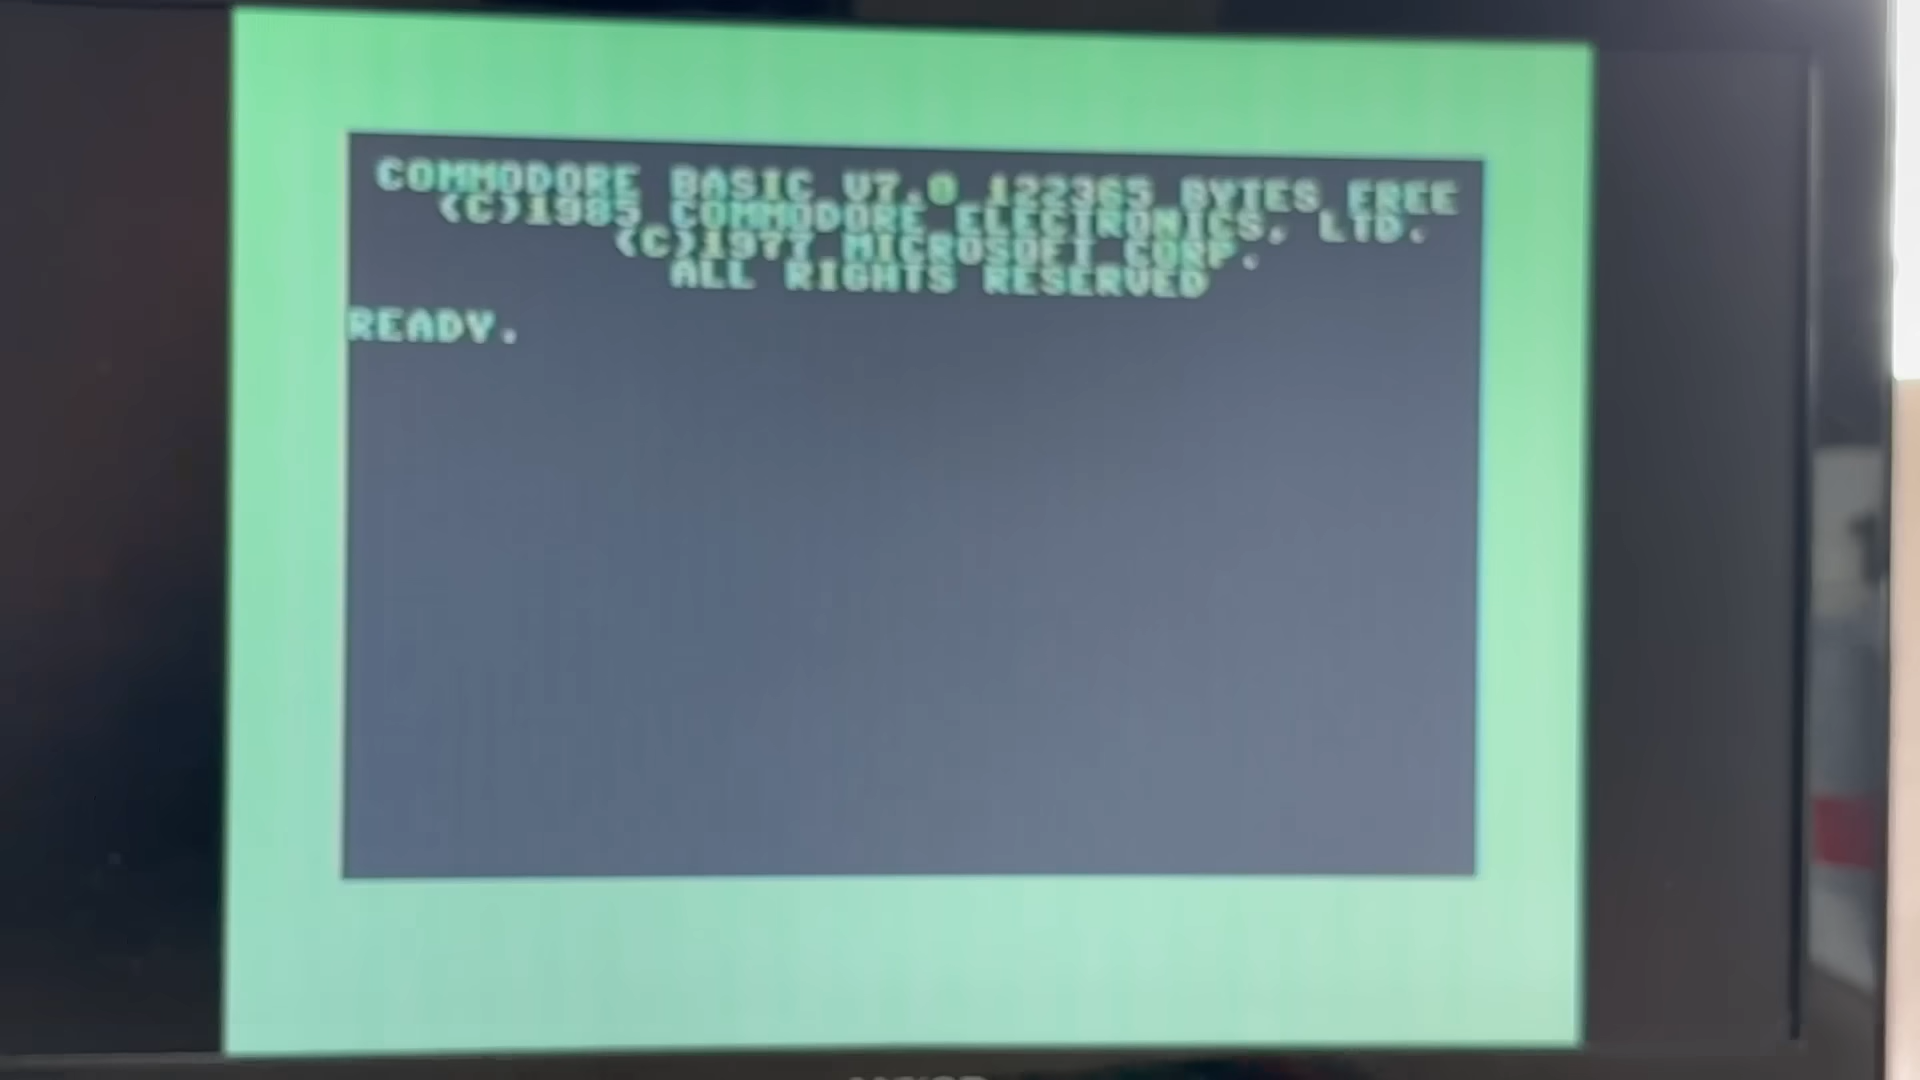 COMMODORE BASIC V7.0 122365 BYTES FREE
(C)1985 COMMODORE ELECTRONICS, LTD.
(C)1977 MICROSOFT CORP.
ALL RIGHTS RESERVED
READY.